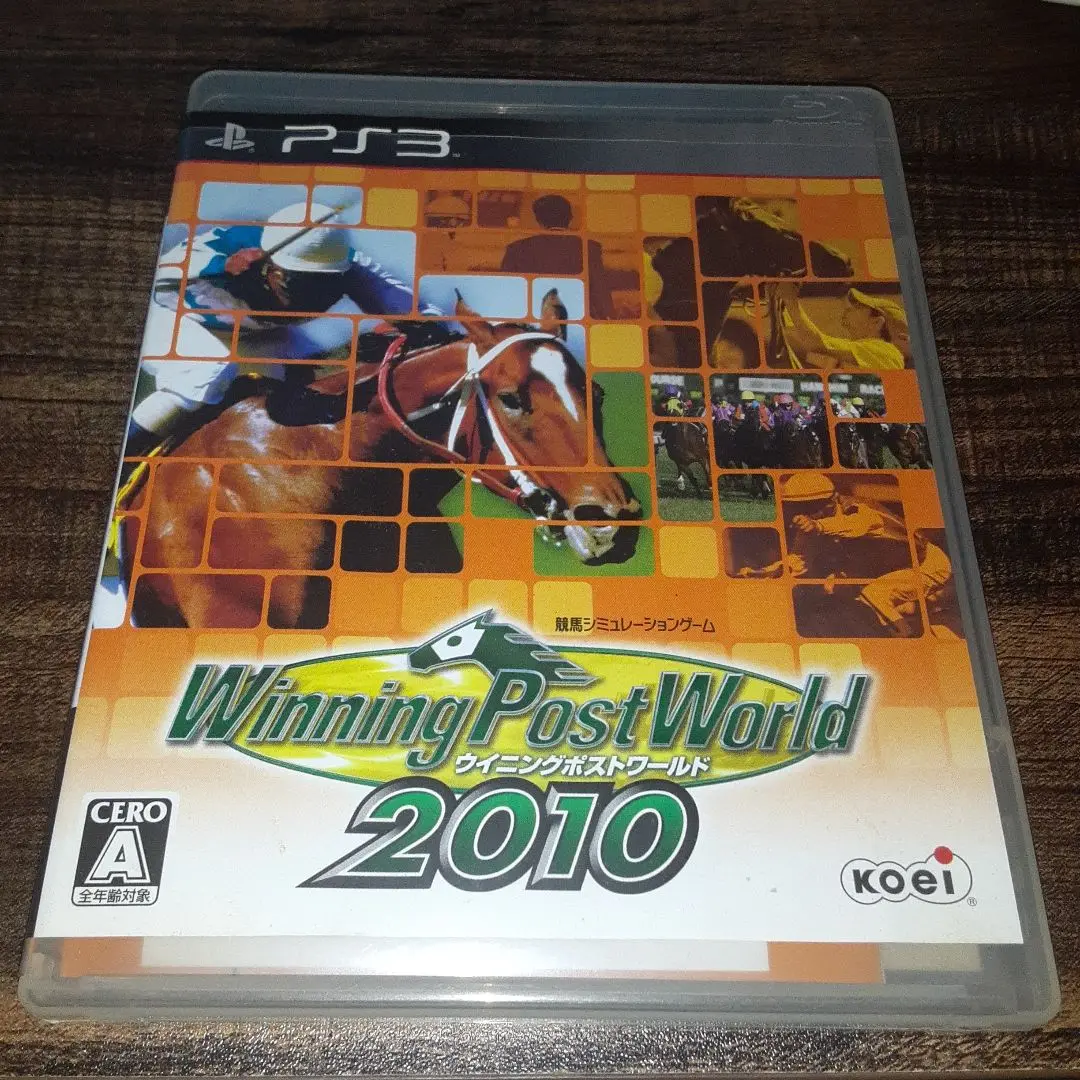 PS3
競馬シミュレーションゲーム
Winning Post World
ウイニングポストワールド
2010
CERO
A
全年齢対象
KOEI
®